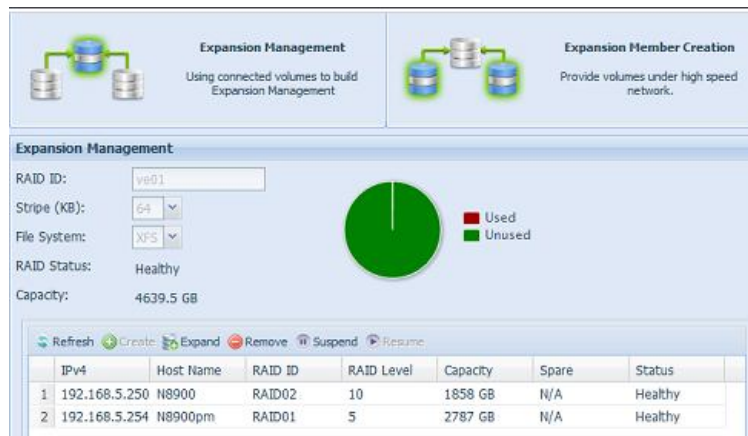 Expansion Management
Using connected volumes to build
Expansion Management
Expansion Member Creation
Provide volumes under high speed
network.
Expansion Management
RAID ID: ve01
Stripe (KB): 64
File System: XFS
RAID Status: Healthy
Capacity: 4639.5 GB
Used
Unused
Refresh Create Expand Remove Suspend Resume
IPv4 Host Name RAID ID RAID Level Capacity Spare Status
1 192.168.5.250 N8900 RAID02 10 1858 GB N/A Healthy
2 192.168.5.254 N8900pm RAID01 5 2787 GB N/A Healthy